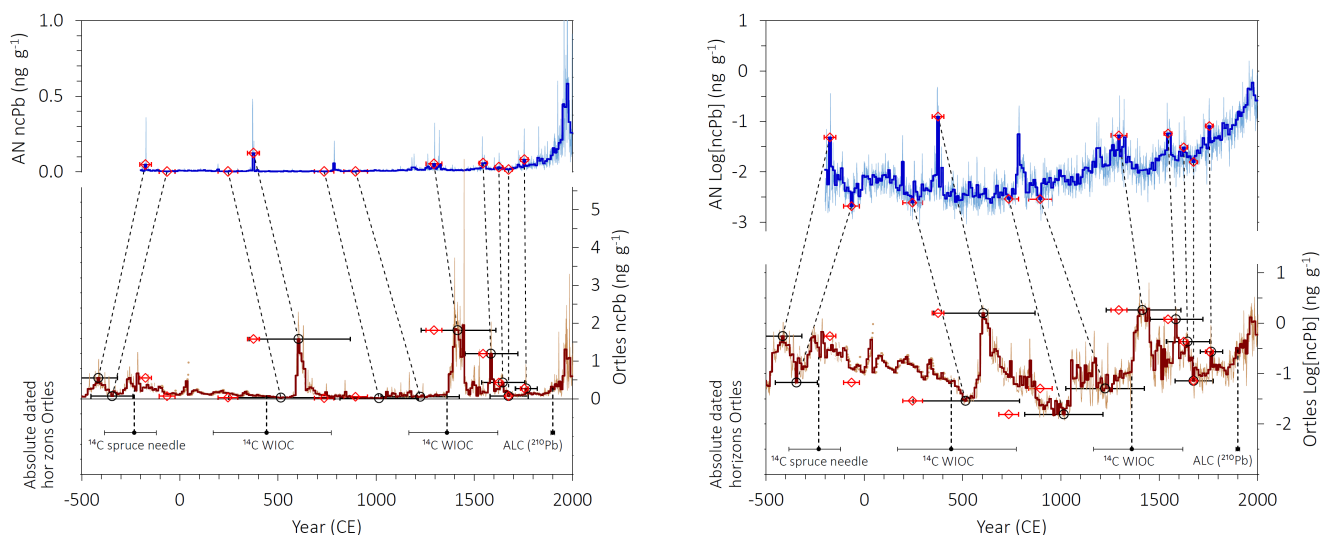 AN ncPb (ng g⁻¹)
1.0
0.5
0.0
5
4
3
2
1
0
Ortles ncPb (ng g⁻¹)
Absolute dated
hor zons Ortles
¹⁴C spruce needle
¹⁴C WIOC
¹⁴C WIOC
ALC (²¹⁰Pb)
-500
0
500
1000
1500
2000
Year (CE)
AN Log[ncPb] (ng g⁻¹)
0
-1
-2
-3
1
0
-1
-2
Ortles Log[ncPb] (ng g⁻¹)
Absolute dated
horizons Ortles
¹⁴C spruce needle
¹⁴C WIOC
¹⁴C WIOC
ALC (²¹⁰Pb)
-500
0
500
1000
1500
2000
Year (CE)